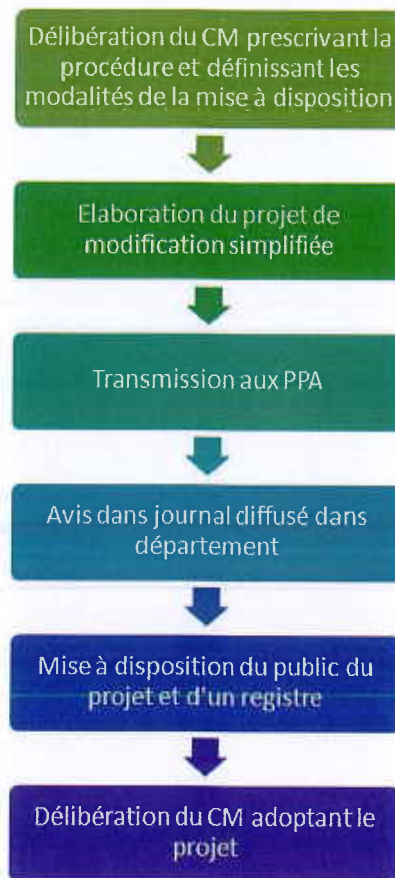 Délibération du CM prescrivant la
procédure et définissant les
modalités de la mise à disposition
Elaboration du projet de
modification simplifiée
Transmission aux PPA
Avis dans journal diffusé dans
département
Mise à disposition du public du
projet et d'un registre
Délibération du CM adoptant le
projet